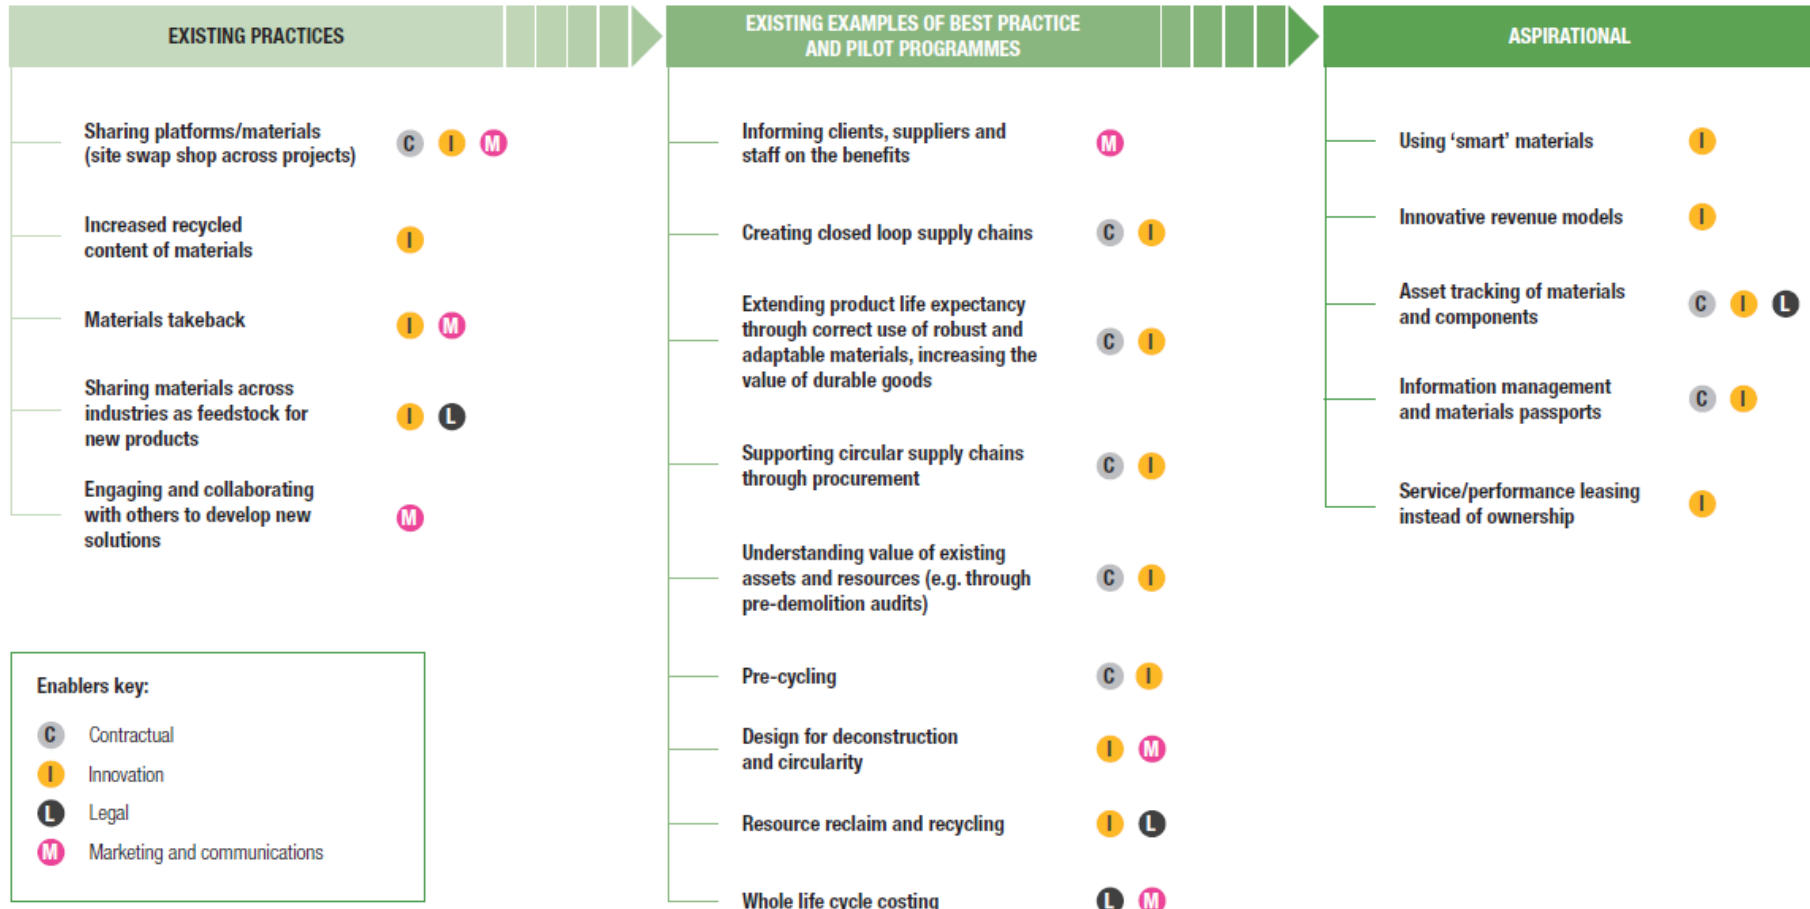 EXISTING PRACTICES
Sharing platforms/materials
(site swap shop across projects)
C I M
Increased recycled
content of materials
I
Materials takeback
I M
Sharing materials across
industries as feedstock for
new products
I L
Engaging and collaborating
with others to develop new
solutions
M
Enablers key:
C Contractual
I Innovation
L Legal
M Marketing and communications
EXISTING EXAMPLES OF BEST PRACTICE
AND PILOT PROGRAMMES
Informing clients, suppliers and
staff on the benefits
M
Creating closed loop supply chains
C I
Extending product life expectancy
through correct use of robust and
adaptable materials, increasing the
value of durable goods
C I
Supporting circular supply chains
through procurement
C I
Understanding value of existing
assets and resources (e.g. through
pre-demolition audits)
C I
Pre-cycling
C I
Design for deconstruction
and circularity
I M
Resource reclaim and recycling
I L
Whole life cycle costing
L M
ASPIRATIONAL
Using ‘smart’ materials
I
Innovative revenue models
I
Asset tracking of materials
and components
C I L
Information management
and materials passports
C I
Service/performance leasing
instead of ownership
I